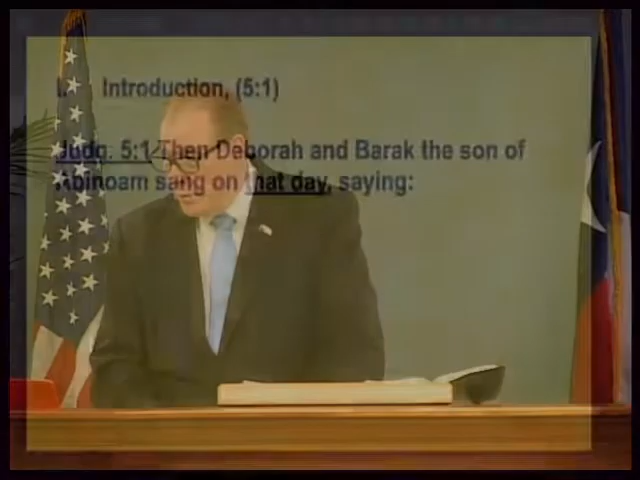 I. Introduction, (5:1)
Judg. 5:1 Then Deborah and Barak the son of
Abinoam sang on that day, saying: